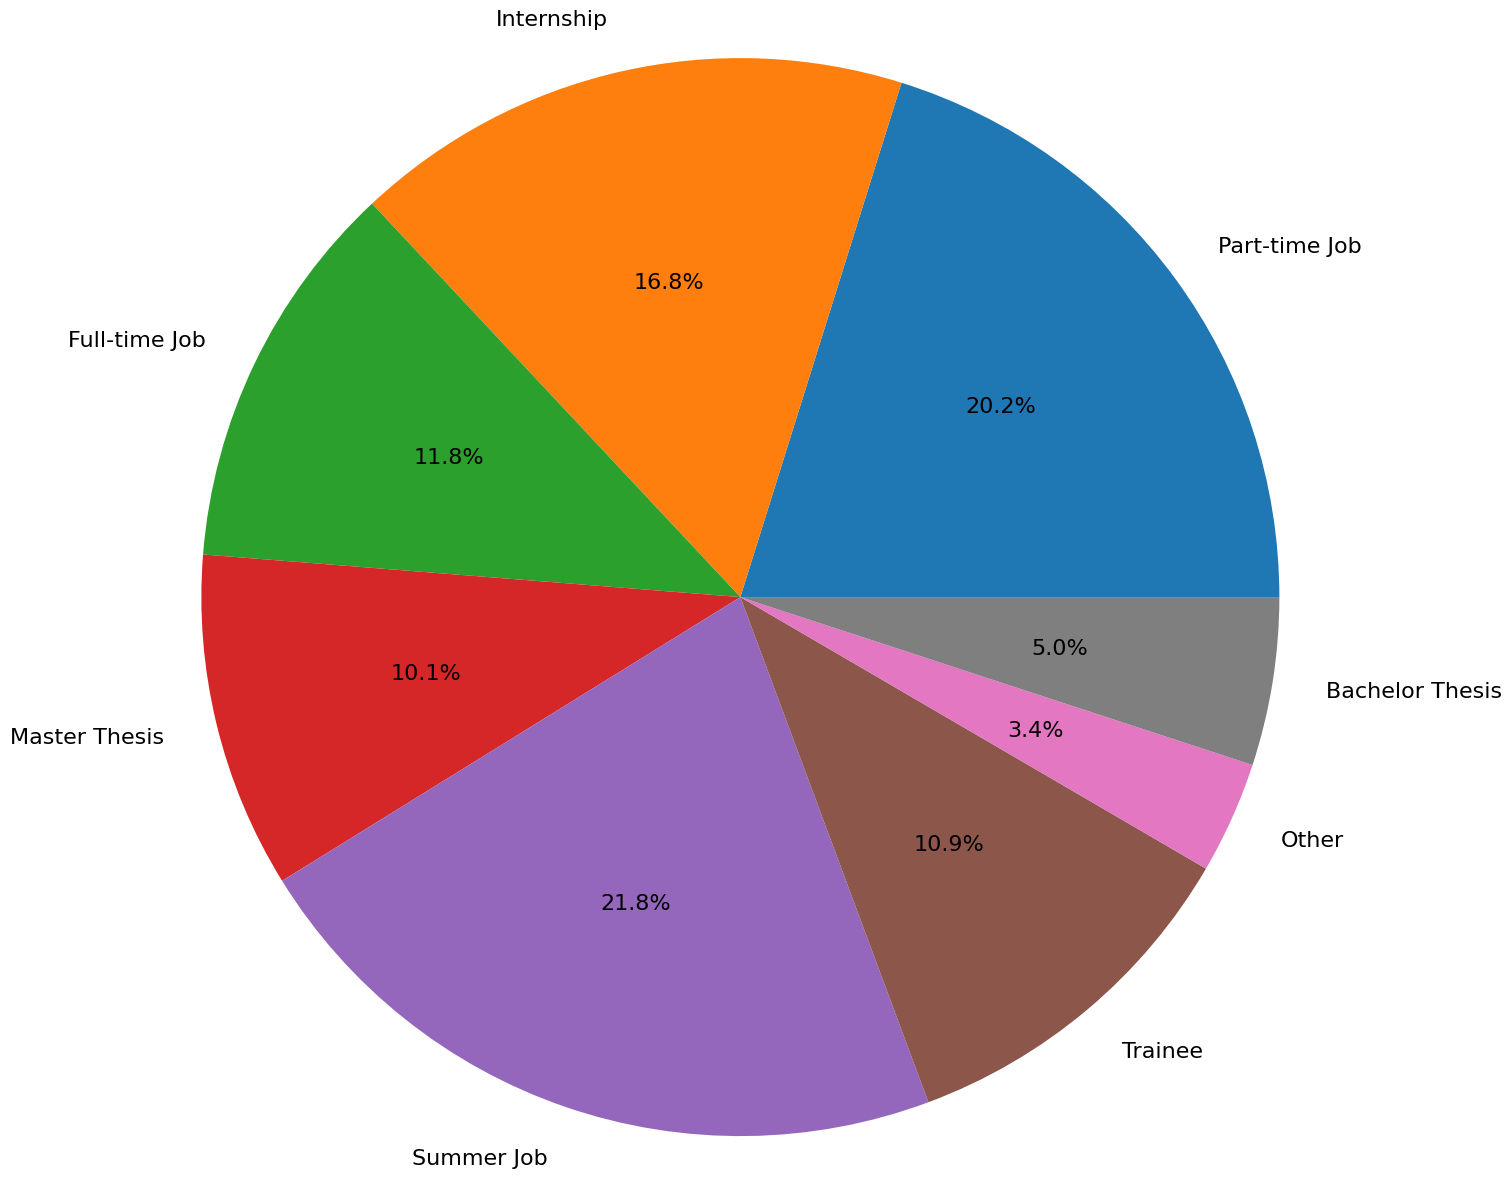 Internship
Part-time Job
16.8%
Full-time Job
20.2%
11.8%
10.1%
5.0%
Bachelor Thesis
Master Thesis
3.4%
Other
10.9%
21.8%
Trainee
Summer Job